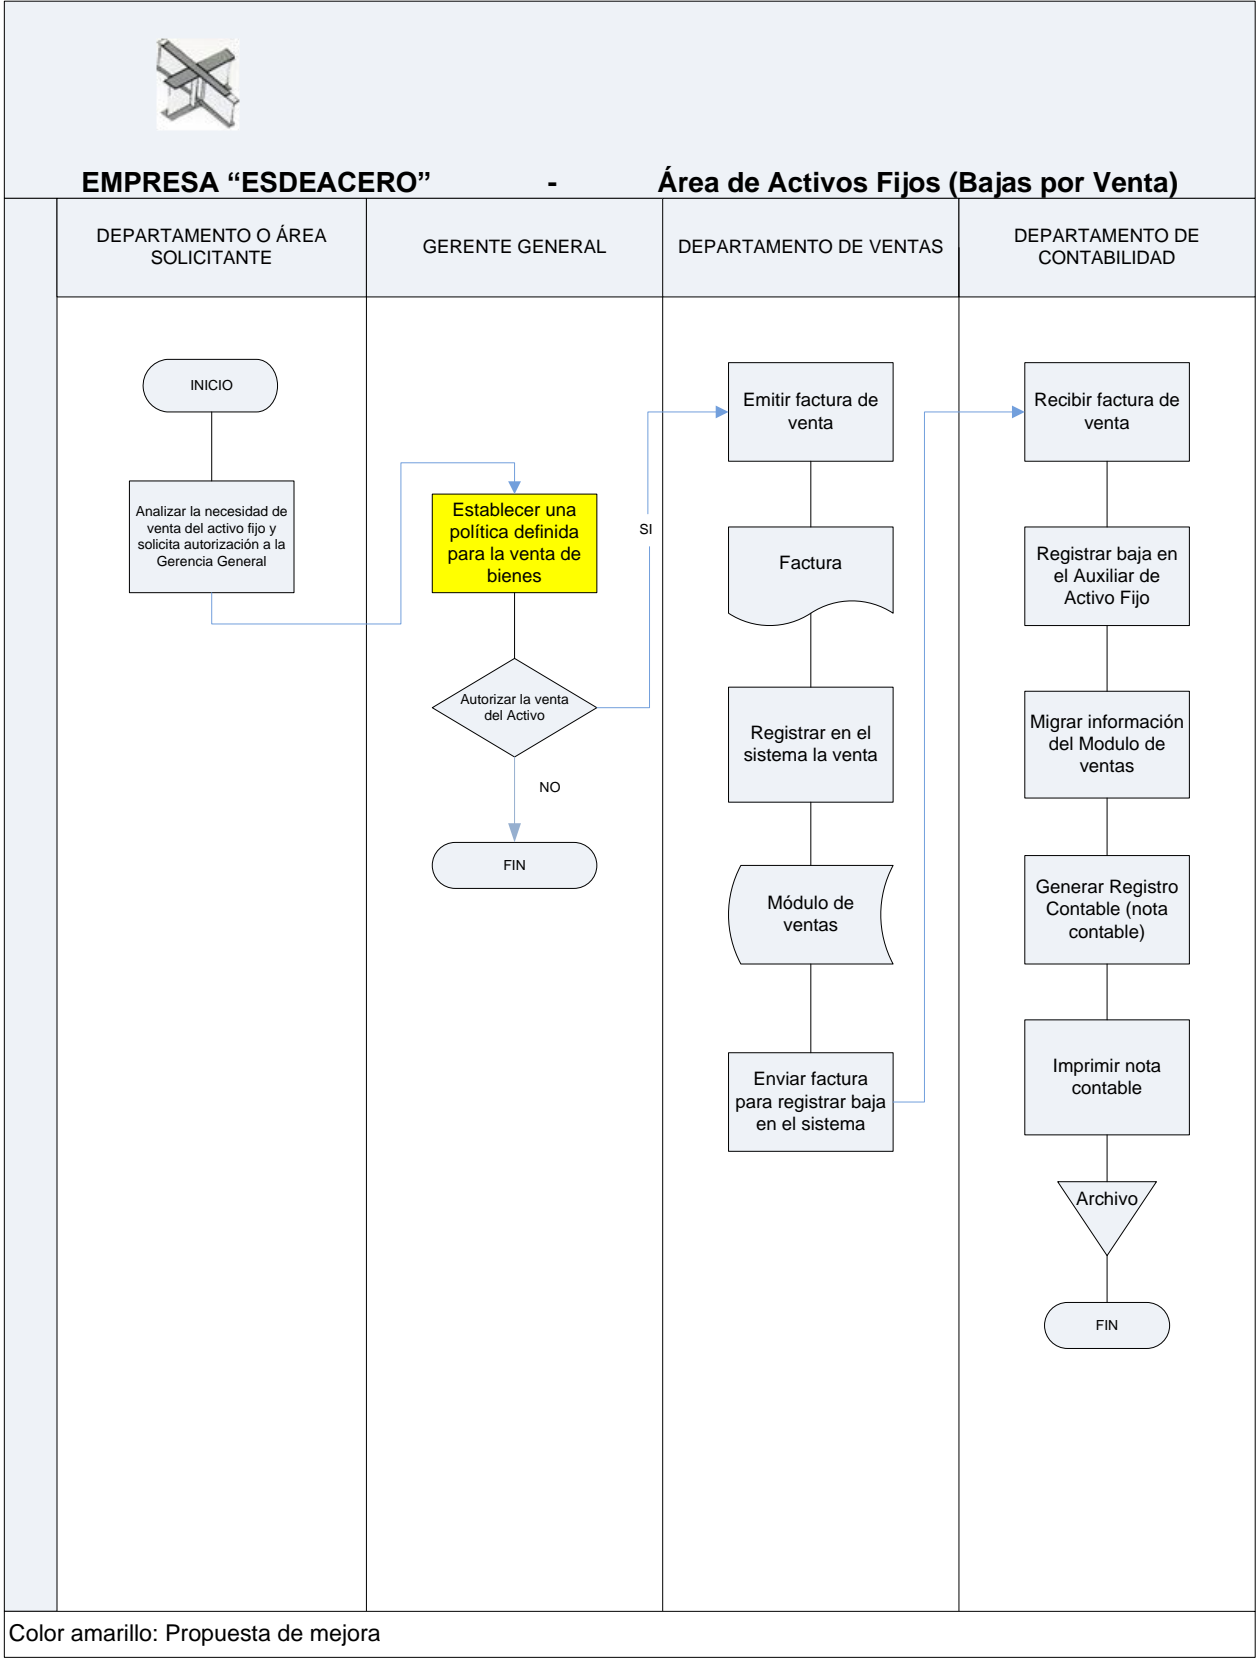 EMPRESA “ESDEACERO” - Área de Activos Fijos (Bajas por Venta)
DEPARTAMENTO O ÁREA
SOLICITANTE
GERENTE GENERAL
DEPARTAMENTO DE VENTAS
DEPARTAMENTO DE
CONTABILIDAD
INICIO
Analizar la necesidad de
venta del activo fijo y
solicita autorización a la
Gerencia General
Establecer una
política definida
para la venta de
bienes
Autorizar la venta
del Activo
SI
NO
FIN
Emitir factura de
venta
Factura
Registrar en el
sistema la venta
Módulo de
ventas
Enviar factura
para registrar baja
en el sistema
Recibir factura de
venta
Registrar baja en
el Auxiliar de
Activo Fijo
Migrar información
del Modulo de
ventas
Generar Registro
Contable (nota
contable)
Imprimir nota
contable
Archivo
FIN
Color amarillo: Propuesta de mejora